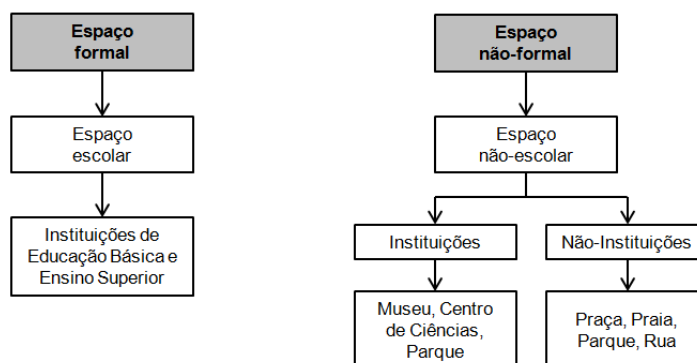 Espaço
formal
Espaço
escolar
Instituições de
Educação Básica e
Ensino Superior
Espaço
não-formal
Espaço
não-escolar
Instituições
Não-Instituições
Museu, Centro
de Ciências,
Parque
Praça, Praia,
Parque, Rua